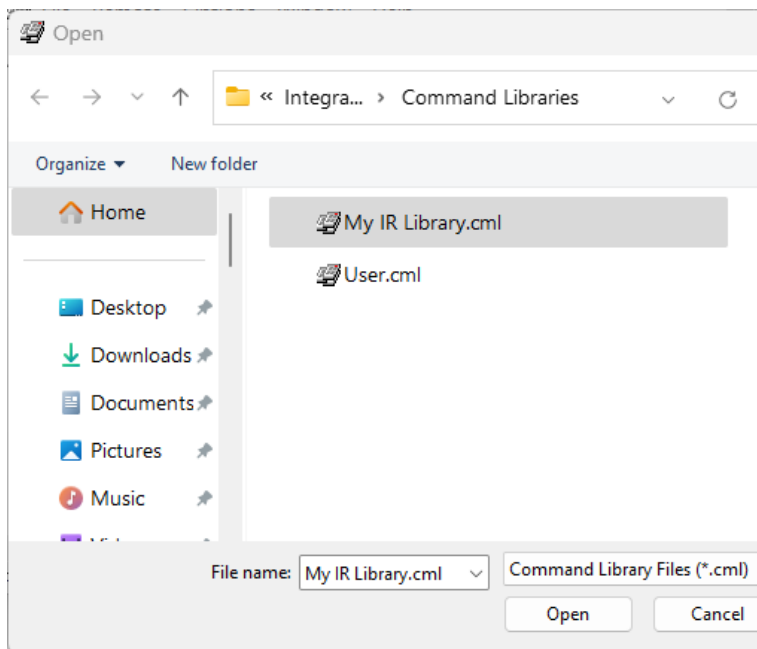 Open
« Integra... › Command Libraries
Organize New folder
Home
My IR Library.cml
User.cml
Desktop
Downloads
Documents
Pictures
Music
File name: My IR Library.cml Command Library Files (*.cml)
Open Cancel